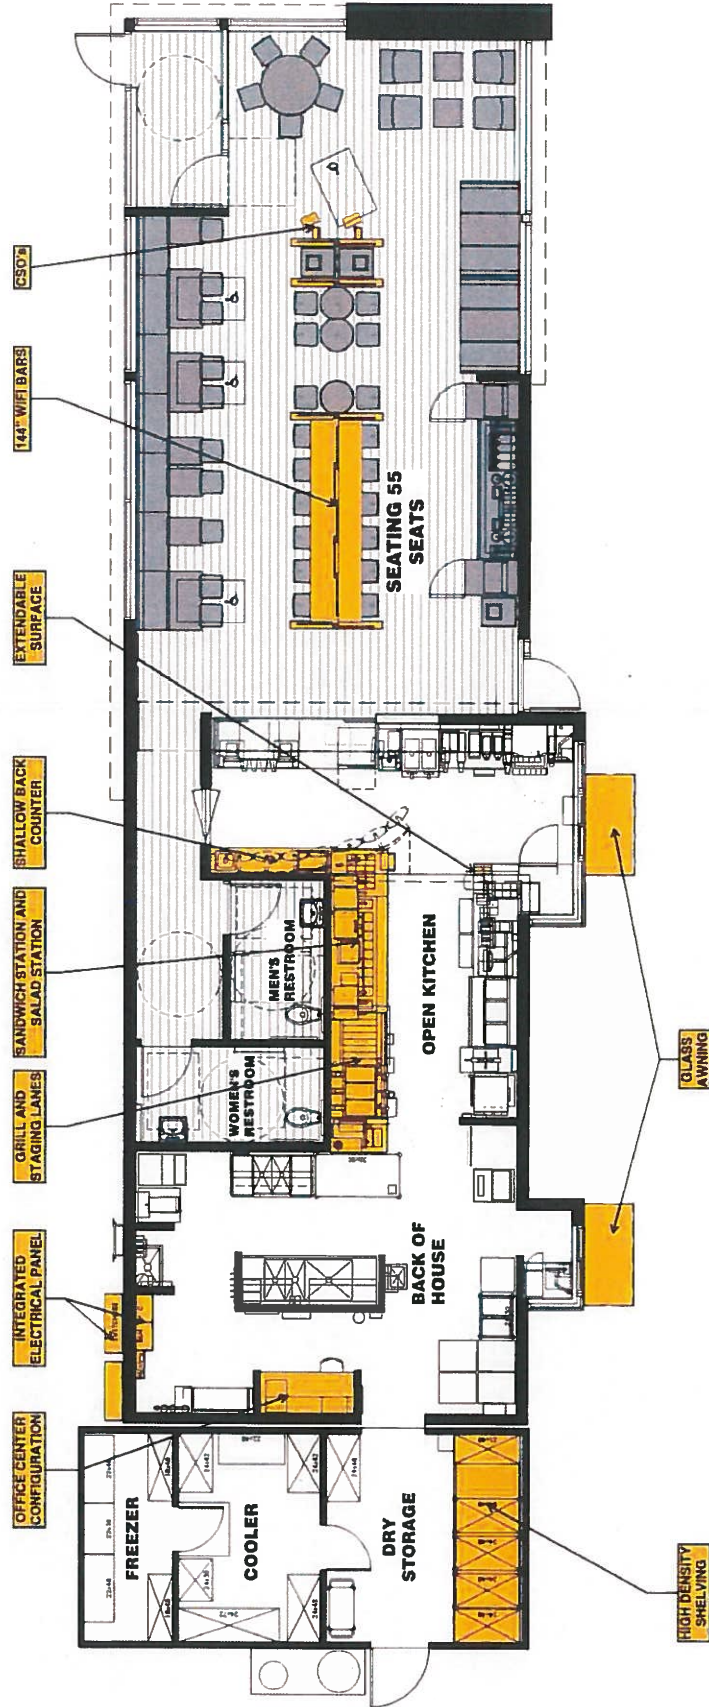 OFFICE CENTER
CONFIGURATION
INTEGRATED
ELECTRICAL PANEL
GRILL AND
STAGING LANES
SANDWICH STATION AND
SALAD STATION
SHALLOW BACK
COUNTER
EXTENDABLE
SURFACE
144" WIFI BARS
CSO's
FREEZER
COOLER
DRY
STORAGE
BACK OF
HOUSE
WOMEN'S
RESTROOM
MEN'S
RESTROOM
OPEN KITCHEN
SEATING 55
SEATS
HIGH DENSITY
SHELVING
GLASS
AWNING